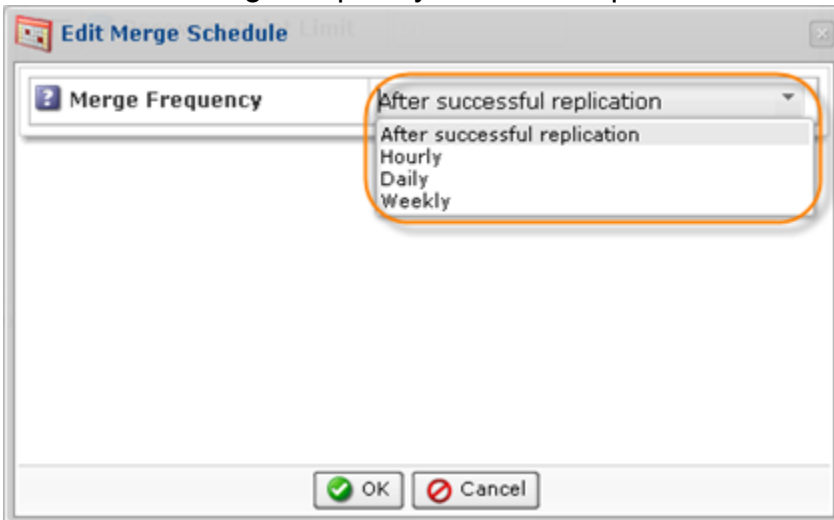 Edit Merge Schedule
Merge Frequency
After successful replication
After successful replication
Hourly
Daily
Weekly
OK
Cancel